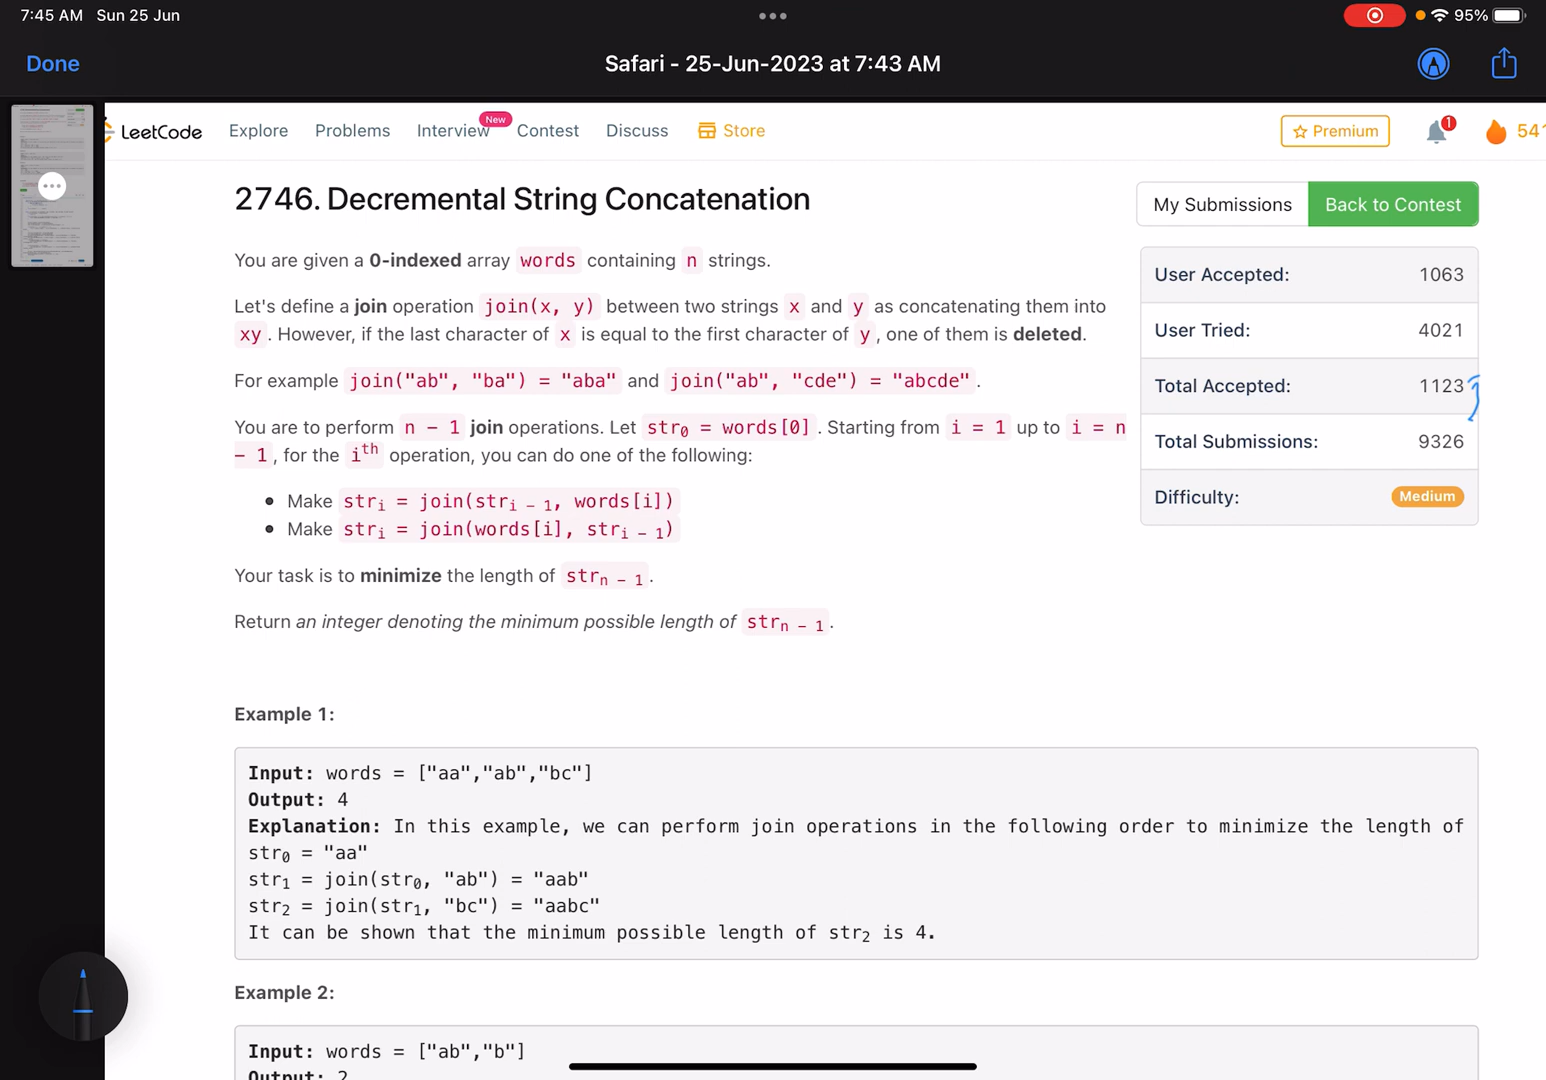 7:45 AM Sun 25 Jun
95%
Done
Safari - 25-Jun-2023 at 7:43 AM
LeetCode Explore Problems Interview New Contest Discuss Store Premium 1 54
2746. Decremental String Concatenation
My Submissions Back to Contest
You are given a 0-indexed array words containing n strings.
Let's define a join operation join(x, y) between two strings x and y as concatenating them into
xy. However, if the last character of x is equal to the first character of y, one of them is deleted.
For example join("ab", "ba") = "aba" and join("ab", "cde") = "abcde".
You are to perform n - 1 join operations. Let str₀ = words[0]. Starting from i = 1 up to i = n
- 1, for the iᵗʰ operation, you can do one of the following:
• Make strᵢ = join(strᵢ ₋ ₁, words[i])
• Make strᵢ = join(words[i], strᵢ ₋ ₁)
Your task is to minimize the length of strₙ ₋ ₁.
Return an integer denoting the minimum possible length of strₙ ₋ ₁.
User Accepted: 1063
User Tried: 4021
Total Accepted: 1123
Total Submissions: 9326
Difficulty: Medium
Example 1:
Input: words = ["aa","ab","bc"]
Output: 4
Explanation: In this example, we can perform join operations in the following order to minimize the length of
str₀ = "aa"
str₁ = join(str₀, "ab") = "aab"
str₂ = join(str₁, "bc") = "aabc"
It can be shown that the minimum possible length of str₂ is 4.
Example 2:
Input: words = ["ab","b"]
Output: 2